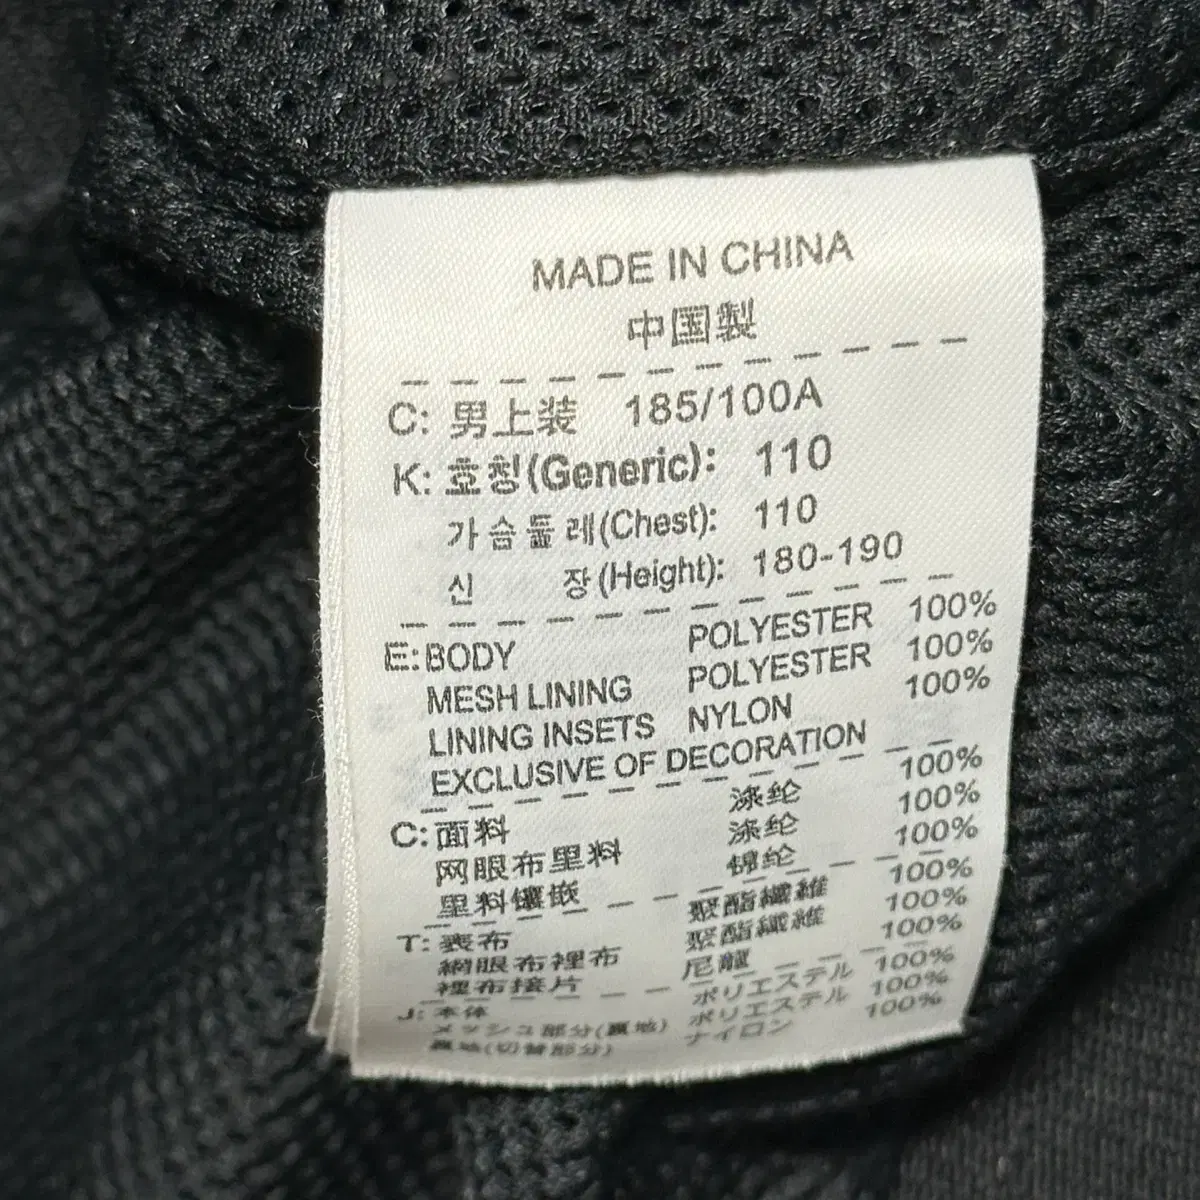 MADE IN CHINA
中国製
C: 男上装 185/100A
K: 호칭(Generic): 110
가슴둘레(Chest): 110
신 장(Height): 180-190
E: BODY POLYESTER 100%
MESH LINING POLYESTER 100%
LINING INSETS NYLON 100%
EXCLUSIVE OF DECORATION
C: 面料 涤纶 100%
网眼布里料 涤纶 100%
里料镶嵌 锦纶 100%
T: 表布 聚酯纖維 100%
網眼布裡布 聚酯纖維 100%
裡布接片 尼龍 100%
J: 本体 ポリエステル 100%
メッシュ部分(裏地) ポリエステル 100%
裏地(切替部分) ナイロン 100%